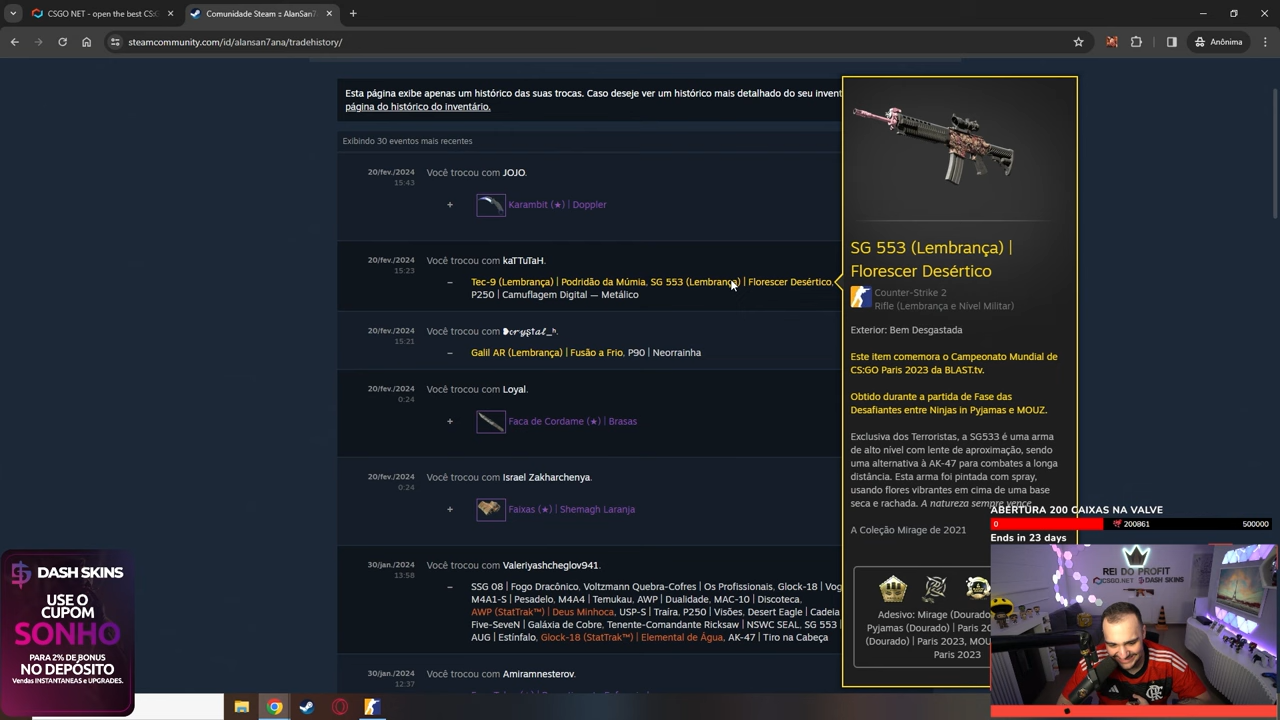 CSGO NET - open the best CS:G
Comunidade Steam :: AlanSan7
steamcommunity.com/id/alansan7ana/tradehistory/
Anônima
Esta página exibe apenas um histórico das suas trocas. Caso deseje ver um histórico mais detalhado do seu invent
página do histórico do inventário.
Exibindo 30 eventos mais recentes
20/fev./2024
15:43
Você trocou com JOJO.
+
Karambit (★) | Doppler
20/fev./2024
15:23
Você trocou com kaTTuTaH.
–
Tec-9 (Lembrança) | Podridão da Múmia, SG 553 (Lembrança) | Florescer Desértico,
P250 | Camuflagem Digital — Metálico
20/fev./2024
15:21
–
Galil AR (Lembrança) | Fusão a Frio, P90 | Neorrainha
20/fev./2024
0:24
Você trocou com Loyal.
+
Faca de Cordame (★) | Brasas
20/fev./2024
0:24
Você trocou com Israel Zakharchenya.
+
Faixas (★) | Shemagh Laranja
30/jan./2024
13:58
Você trocou com Valeriyashcheglov941.
–
SSG 08 | Fogo Dracônico, Voltzmann Quebra-Cofres | Os Profissionais, Glock-18 | Vog
M4A1-S | Pesadelo, M4A4 | Temukau, AWP | Dualidade, MAC-10 | Discoteca,
AWP (StatTrak™) | Deus Minhoca, USP-S | Traíra, P250 | Visões, Desert Eagle | Cadeia
Five-SeveN | Galáxia de Cobre, Tenente-Comandante Ricksaw | NSWC SEAL, SG 553 |
AUG | Estínfalo, Glock-18 (StatTrak™) | Elemental de Água, AK-47 | Tiro na Cabeça
30/jan./2024
12:37
Você trocou com Amiramnesterov.
SG 553 (Lembrança) |
Florescer Desértico
Counter-Strike 2
Rifle (Lembrança e Nível Militar)
Exterior: Bem Desgastada
Este item comemora o Campeonato Mundial de
CS:GO Paris 2023 da BLAST.tv.
Obtido durante a partida de Fase das
Desafiantes entre Ninjas in Pyjamas e MOUZ.
Exclusiva dos Terroristas, a SG533 é uma arma
de alto nível com lente de aproximação, sendo
uma alternativa à AK-47 para combates a longa
distância. Esta arma foi pintada com spray,
usando flores vibrantes em cima de uma base
seca e rachada. A natureza sempre vence
A Coleção Mirage de 2021
Adesivo: Mirage (Dourado)
Pyjamas (Dourado) | Paris 20
(Dourado) | Paris 2023, MOU
Paris 2023
ABERTURA 200 CAIXAS NA VALVE
0
200861
500000
Ends in 23 days
REI DO PROFIT
CSGO.NET
DASH SKINS
DASH SKINS
USE O
CUPOM
SONHO
PARA 2% DE BONUS
NO DEPÓSITO
Vendas INSTANTANEAS e UPGRADES.